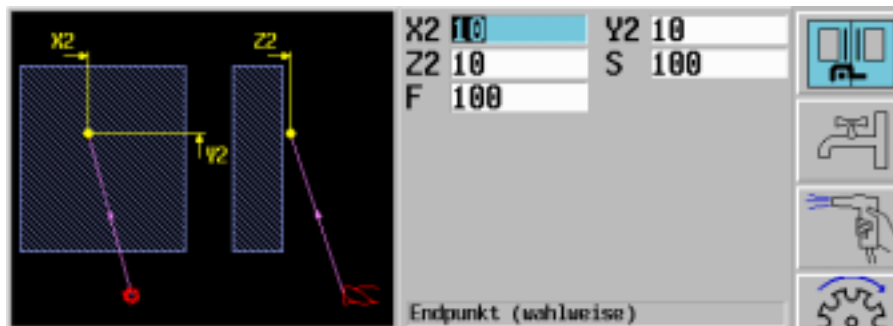 X2
Z2
Y2
X2 10
Y2 10
Z2 10
S 100
F 100
Endpunkt (wahlweise)